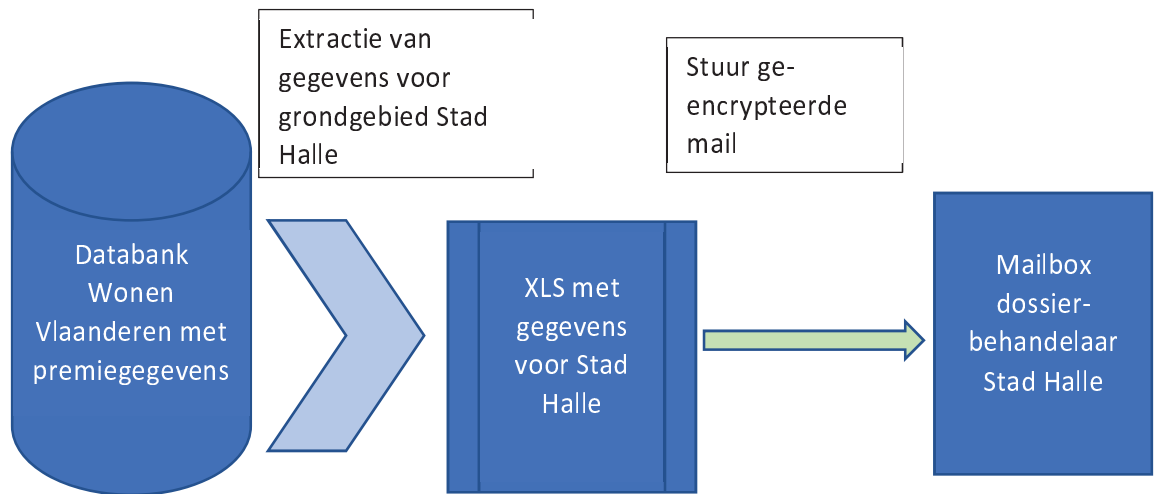 Extractie van
gegevens voor
grondgebied Stad
Halle
Stuur ge-
encrypteerde
mail
Databank
Wonen
Vlaanderen met
premiegegevens
XLS met
gegevens
voor Stad
Halle
Mailbox
dossier-
behandelaar
Stad Halle